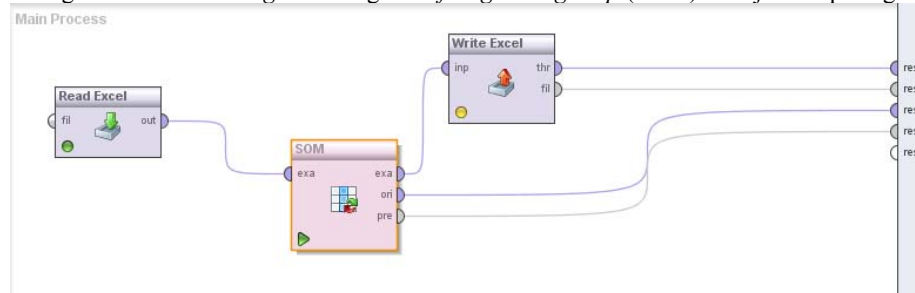 Main Process
Write Excel
inp thr
fil
Read Excel
fil out
SOM
exa exa
ori
pre
res
res
res
res
res